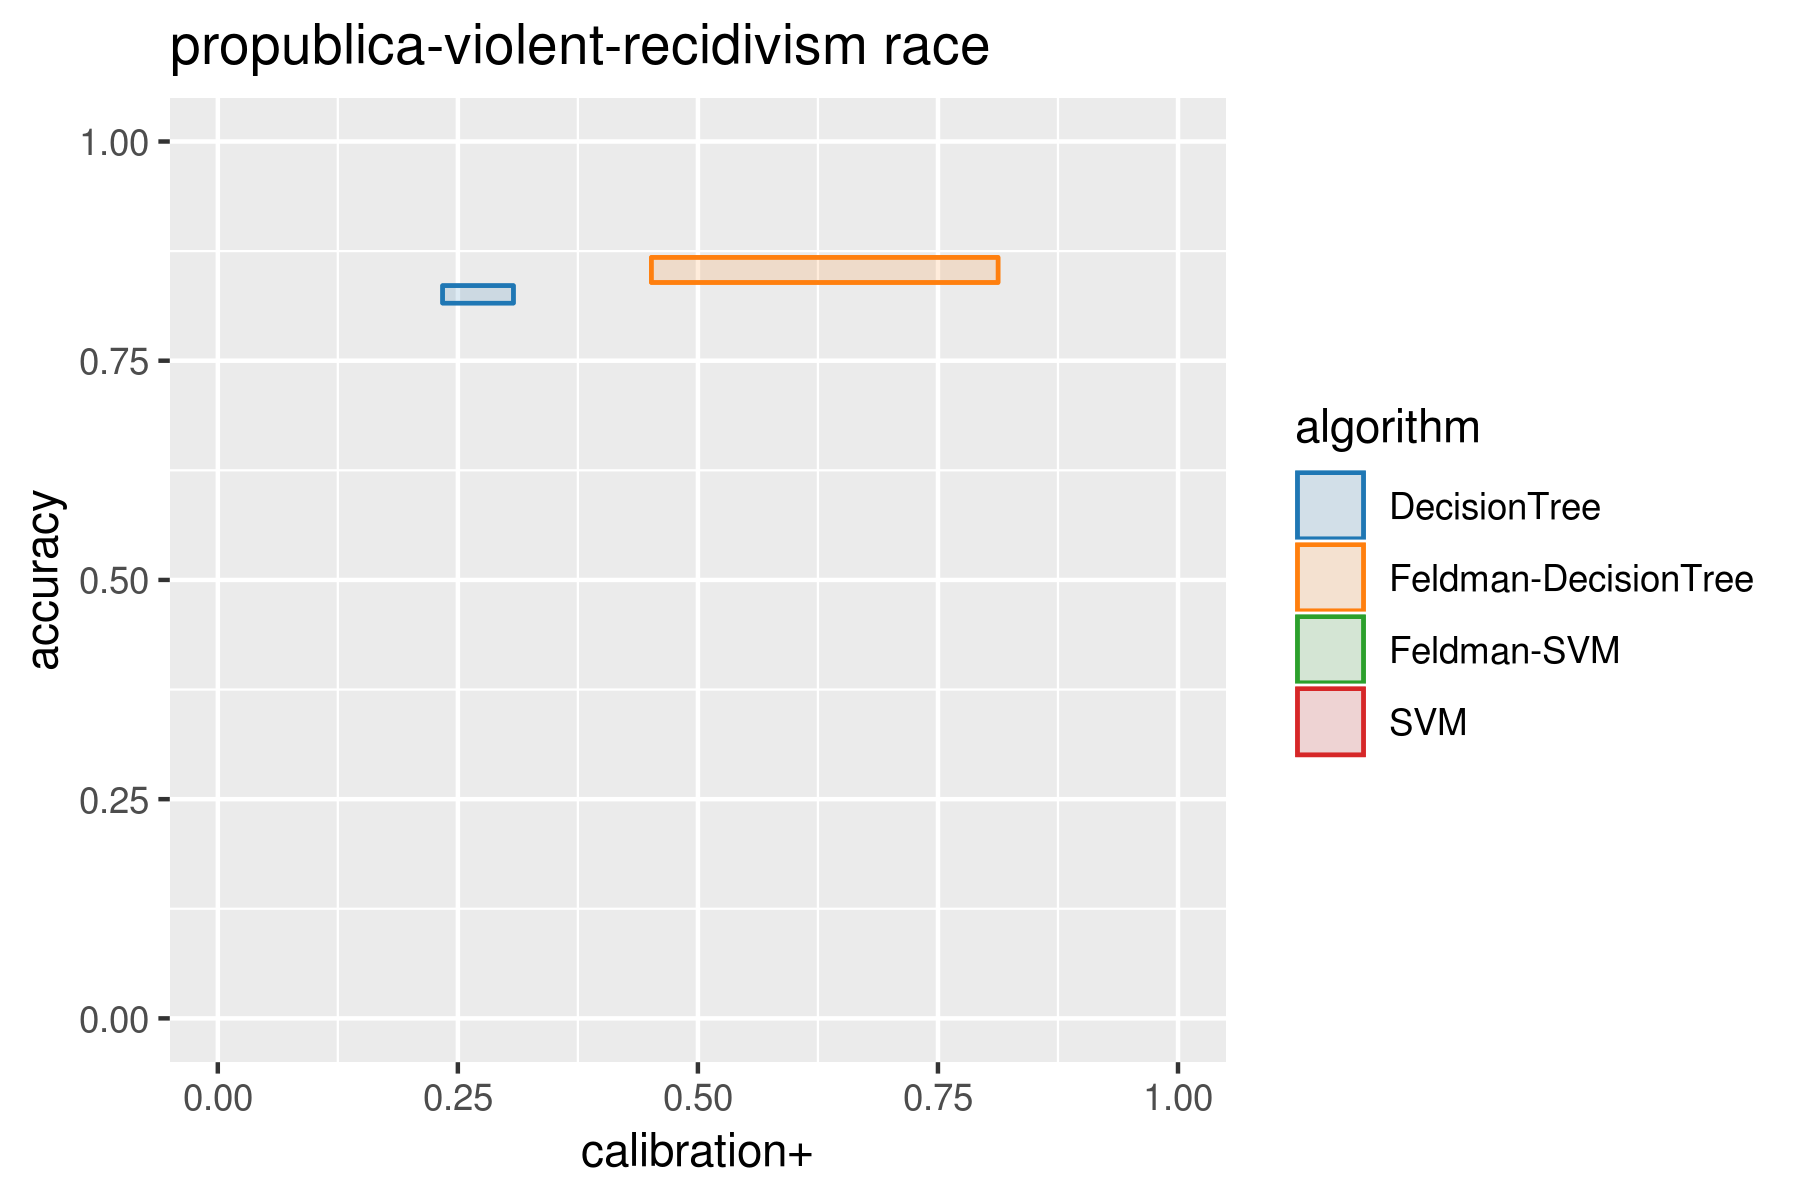 propublica-violent-recidivism race
1.00
0.75
0.50
0.25
0.00
accuracy
0.00 0.25 0.50 0.75 1.00
calibration+
algorithm
DecisionTree
Feldman-DecisionTree
Feldman-SVM
SVM